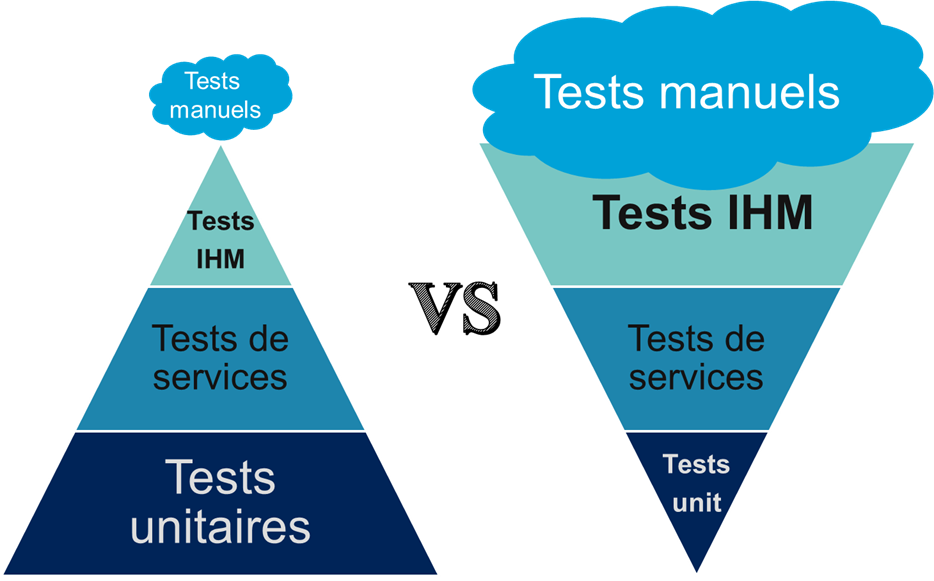 Tests
manuels
Tests
IHM
Tests de
services
Tests
unitaires
VS
Tests manuels
Tests IHM
Tests de
services
Tests
unit